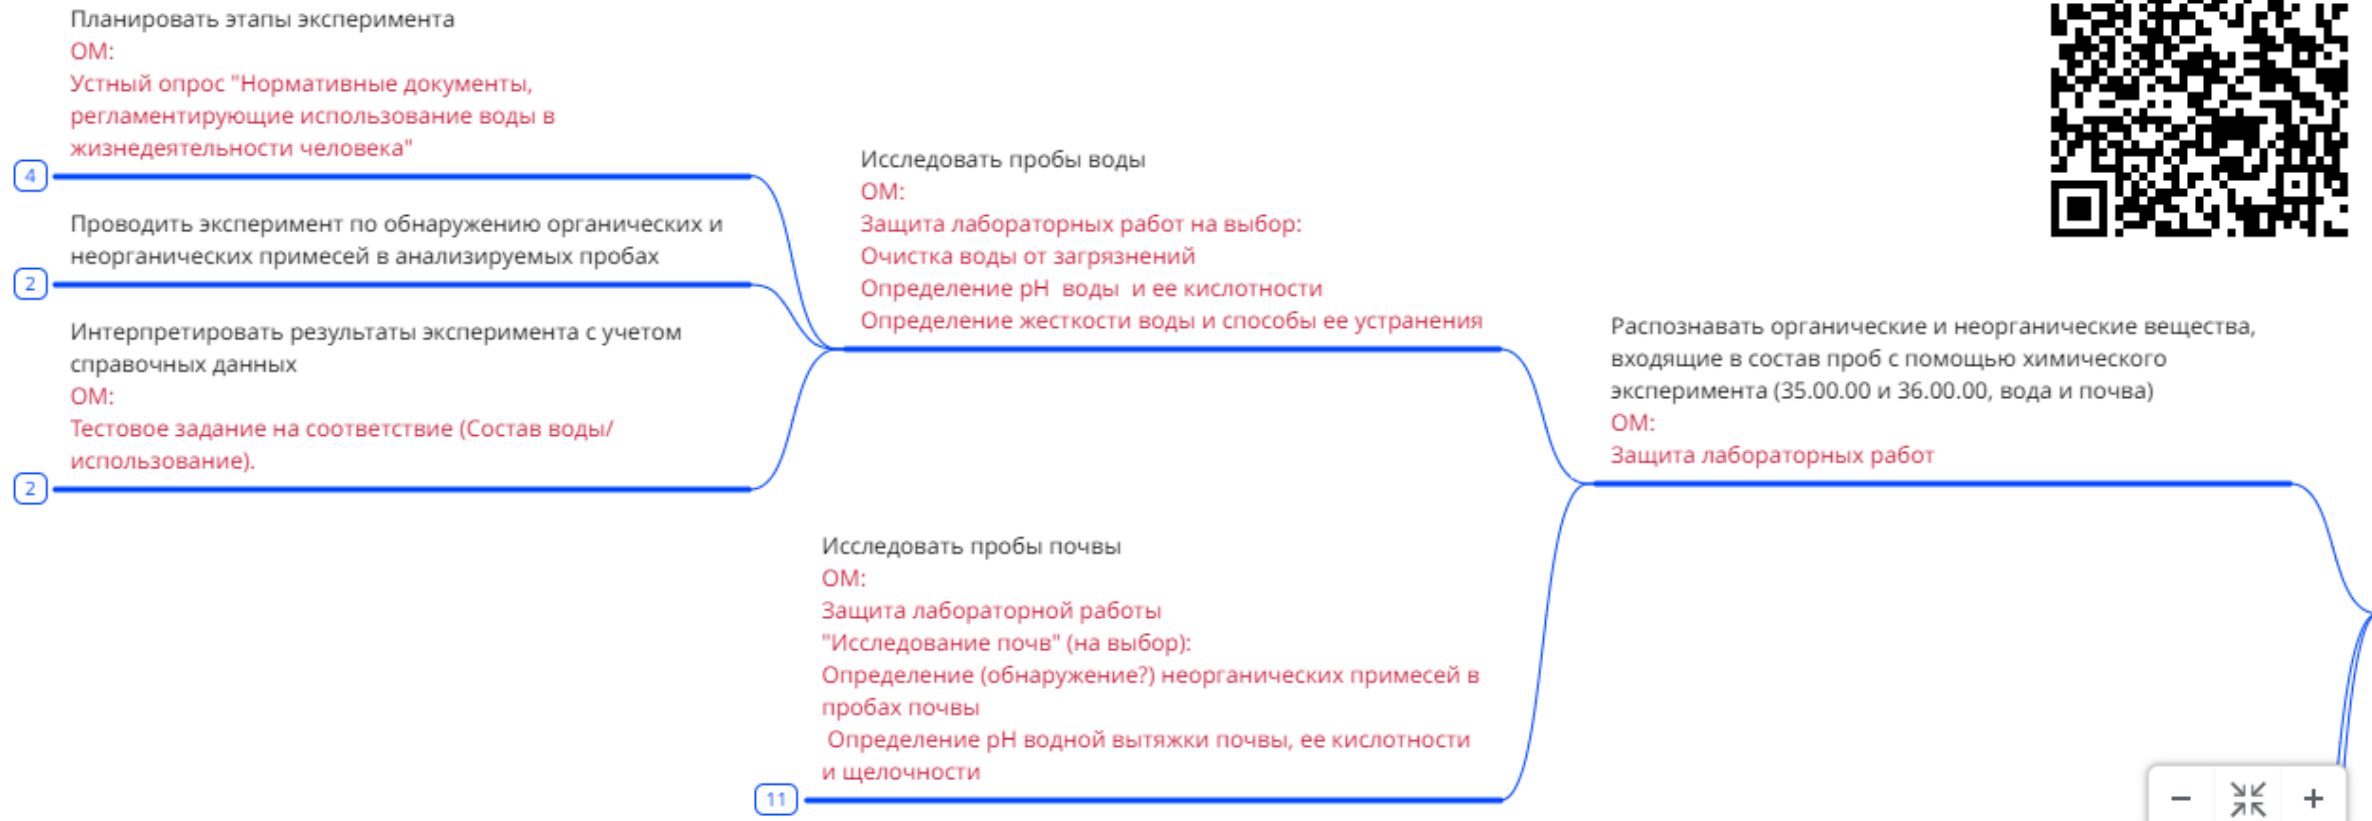 Планировать этапы эксперимента
ОМ:
Устный опрос "Нормативные документы,
регламентирующие использование воды в
жизнедеятельности человека"
4
Проводить эксперимент по обнаружению органических и
неорганических примесей в анализируемых пробах
2
Интерпретировать результаты эксперимента с учетом
справочных данных
ОМ:
Тестовое задание на соответствие (Состав воды/
использование).
2
Исследовать пробы воды
ОМ:
Защита лабораторных работ на выбор:
Очистка воды от загрязнений
Определение рН  воды  и ее кислотности
Определение жесткости воды и способы ее устранения
Исследовать пробы почвы
ОМ:
Защита лабораторной работы
"Исследование почв" (на выбор):
Определение (обнаружение?) неорганических примесей в
пробах почвы
Определение рН водной вытяжки почвы, ее кислотности
и щелочности
11
Распознавать органические и неорганические вещества,
входящие в состав проб с помощью химического
эксперимента (35.00.00 и 36.00.00, вода и почва)
ОМ:
Защита лабораторных работ